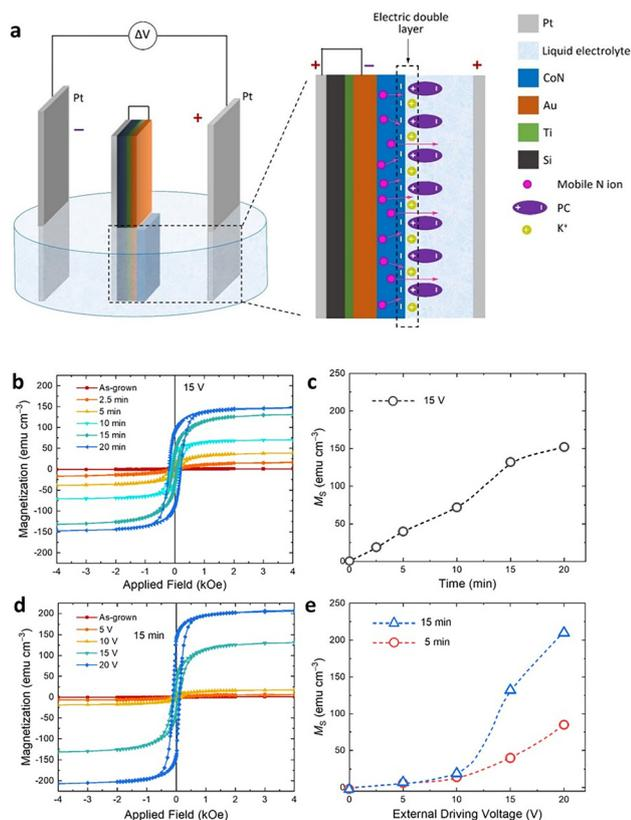 a
ΔV
Pt
Pt
−
+
Electric double
layer
+
−
+
Pt
Liquid electrolyte
CoN
Au
Ti
Si
Mobile N ion
PC
K⁺
b
15 V
As-grown
2.5 min
5 min
10 min
15 min
20 min
Magnetization (emu cm⁻³)
200
150
100
50
0
-50
-100
-150
-200
-4 -3 -2 -1 0 1 2 3 4
Applied Field (kOe)
c
15 V
Mₛ (emu cm⁻³)
250
200
150
100
50
0
0 5 10 15 20
Time (min)
d
15 min
As-grown
5 V
10 V
15 V
20 V
Magnetization (emu cm⁻³)
200
150
100
50
0
-50
-100
-150
-200
-4 -3 -2 -1 0 1 2 3 4
Applied Field (kOe)
e
15 min
5 min
Mₛ (emu cm⁻³)
250
200
150
100
50
0
0 5 10 15 20
External Driving Voltage (V)